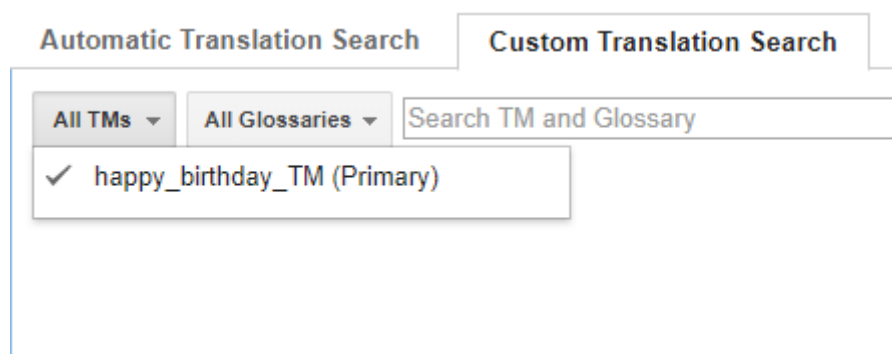 Automatic Translation Search
Custom Translation Search
All TMs
All Glossaries
Search TM and Glossary
happy_birthday_TM (Primary)